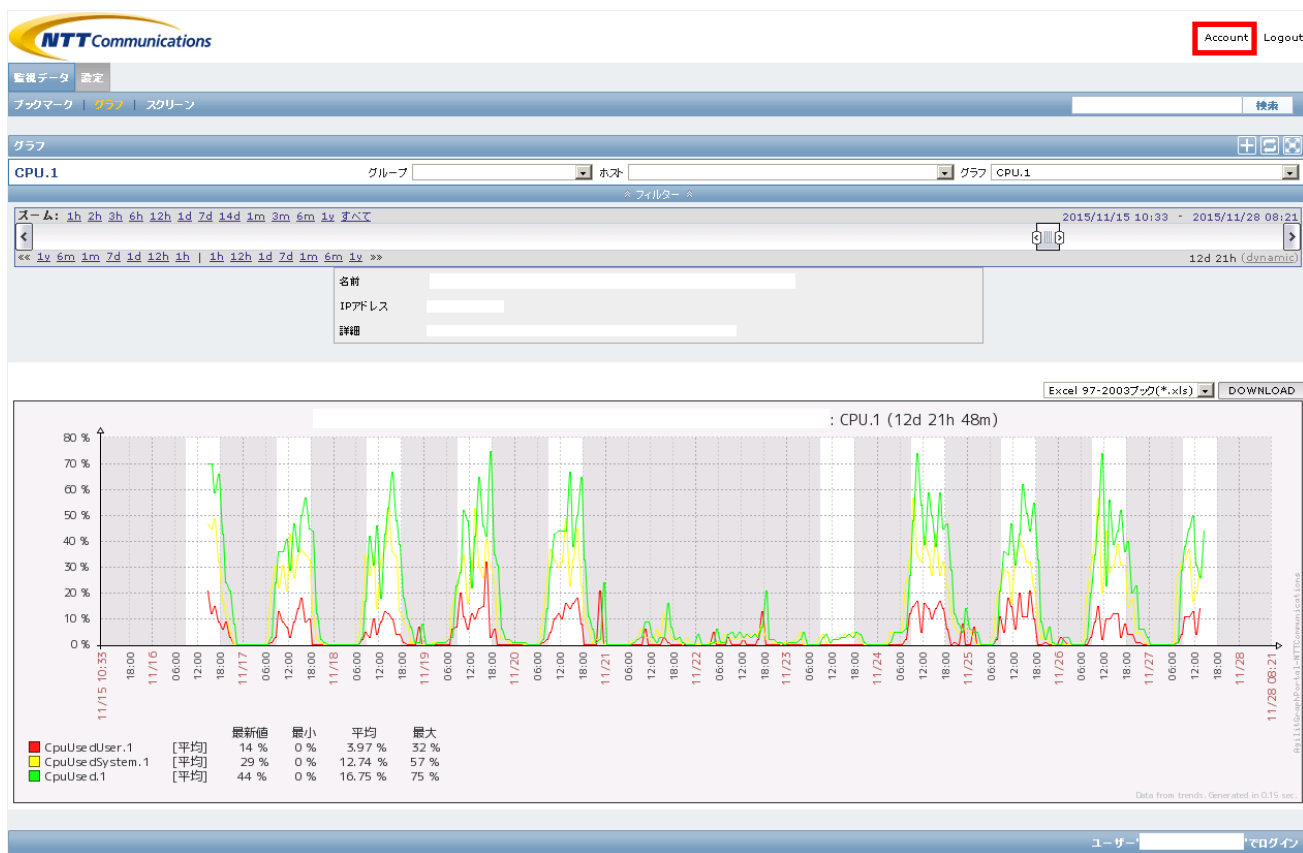 NTT Communications
Account Logout
監視データ 設定
ブックマーク | グラフ | スクリーン 検索
グラフ
CPU.1 グループ ホスト グラフ CPU.1
« フィルター »
ズーム: 1h 2h 3h 6h 12h 1d 7d 14d 1m 3m 6m 1y すべて 2015/11/15 10:33 - 2015/11/28 08:21
«« 1y 6m 1m 7d 1d 12h 1h | 1h 12h 1d 7d 1m 6m 1y »» 12d 21h (dynamic)
名前
IPアドレス
詳細
Excel 97-2003ブック(*.xls) DOWNLOAD
: CPU.1 (12d 21h 48m)
80 %
70 %
60 %
50 %
40 %
30 %
20 %
10 %
0 %
11/15 10:33 18:00 11/16 06:00 12:00 18:00 11/17 06:00 12:00 18:00 11/18 06:00 12:00 18:00 11/19 06:00 12:00 18:00 11/20 06:00 12:00 18:00 11/21 06:00 12:00 18:00 11/22 06:00 12:00 18:00 11/23 06:00 12:00 18:00 11/24 06:00 12:00 18:00 11/25 06:00 12:00 18:00 11/26 06:00 12:00 18:00 11/27 06:00 12:00 18:00 11/28 11/28 08:21
AgilitGraphPortal-NTTCommunications
最新値 最小 平均 最大
CpuUsedUser.1 [平均] 14 % 0 % 3.97 % 32 %
CpuUsedSystem.1 [平均] 29 % 0 % 12.74 % 57 %
CpuUsed.1 [平均] 44 % 0 % 16.75 % 75 %
Data from trends. Generated in 0.19 sec.
ユーザー' 'でログイン